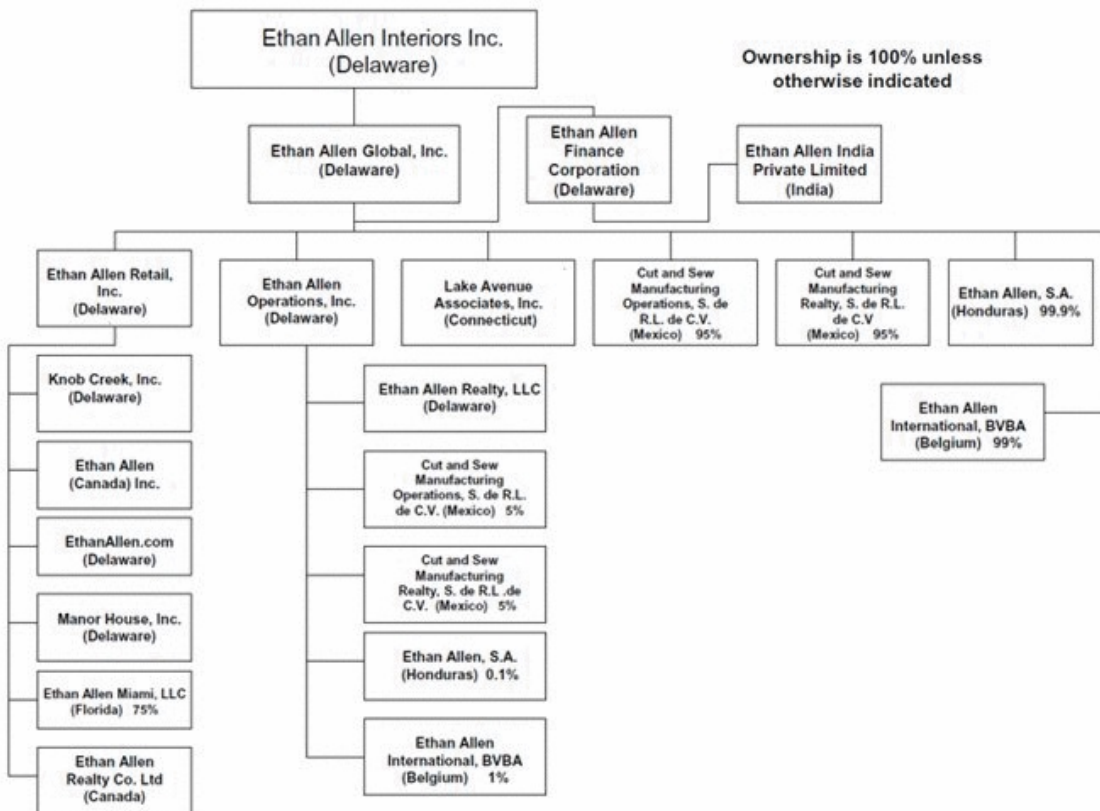 Ethan Allen Interiors Inc.
(Delaware)
Ownership is 100% unless
otherwise indicated
Ethan Allen Global, Inc.
(Delaware)
Ethan Allen
Finance
Corporation
(Delaware)
Ethan Allen India
Private Limited
(India)
Ethan Allen Retail,
Inc.
(Delaware)
Ethan Allen
Operations, Inc.
(Delaware)
Lake Avenue
Associates, Inc.
(Connecticut)
Cut and Sew
Manufacturing
Operations, S. de
R.L. de C.V.
(Mexico) 95%
Cut and Sew
Manufacturing
Realty, S. de R.L.
de C.V
(Mexico) 95%
Ethan Allen, S.A.
(Honduras) 99.9%
Knob Creek, Inc.
(Delaware)
Ethan Allen
(Canada) Inc.
EthanAllen.com
(Delaware)
Manor House, Inc.
(Delaware)
Ethan Allen Miami, LLC
(Florida) 75%
Ethan Allen
Realty Co. Ltd
(Canada)
Ethan Allen Realty, LLC
(Delaware)
Cut and Sew
Manufacturing
Operations, S. de R.L.
de C.V. (Mexico) 5%
Cut and Sew
Manufacturing
Realty, S. de R.L .de
C.V. (Mexico) 5%
Ethan Allen, S.A.
(Honduras) 0.1%
Ethan Allen
International, BVBA
(Belgium) 1%
Ethan Allen
International, BVBA
(Belgium) 99%